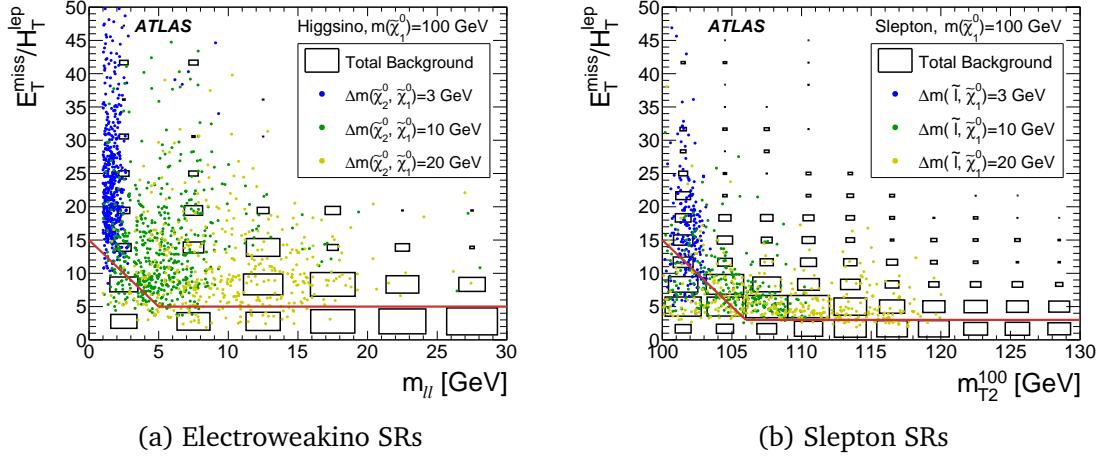 ATLAS
Higgsino, m(χ̃₁⁰)=100 GeV
Total Background
Δm(χ̃₂⁰, χ̃₁⁰)=3 GeV
Δm(χ̃₂⁰, χ̃₁⁰)=10 GeV
Δm(χ̃₂⁰, χ̃₁⁰)=20 GeV
E_T^miss/H_T^lep
50
45
40
35
30
25
20
15
10
5
0
0 5 10 15 20 25 30
m_ll [GeV]
(a) Electroweakino SRs
ATLAS
Slepton, m(χ̃₁⁰)=100 GeV
Total Background
Δm( l̃, χ̃₁⁰)=3 GeV
Δm( l̃, χ̃₁⁰)=10 GeV
Δm( l̃, χ̃₁⁰)=20 GeV
E_T^miss/H_T^lep
50
45
40
35
30
25
20
15
10
5
0
100 105 110 115 120 125 130
m_T2^100 [GeV]
(b) Slepton SRs